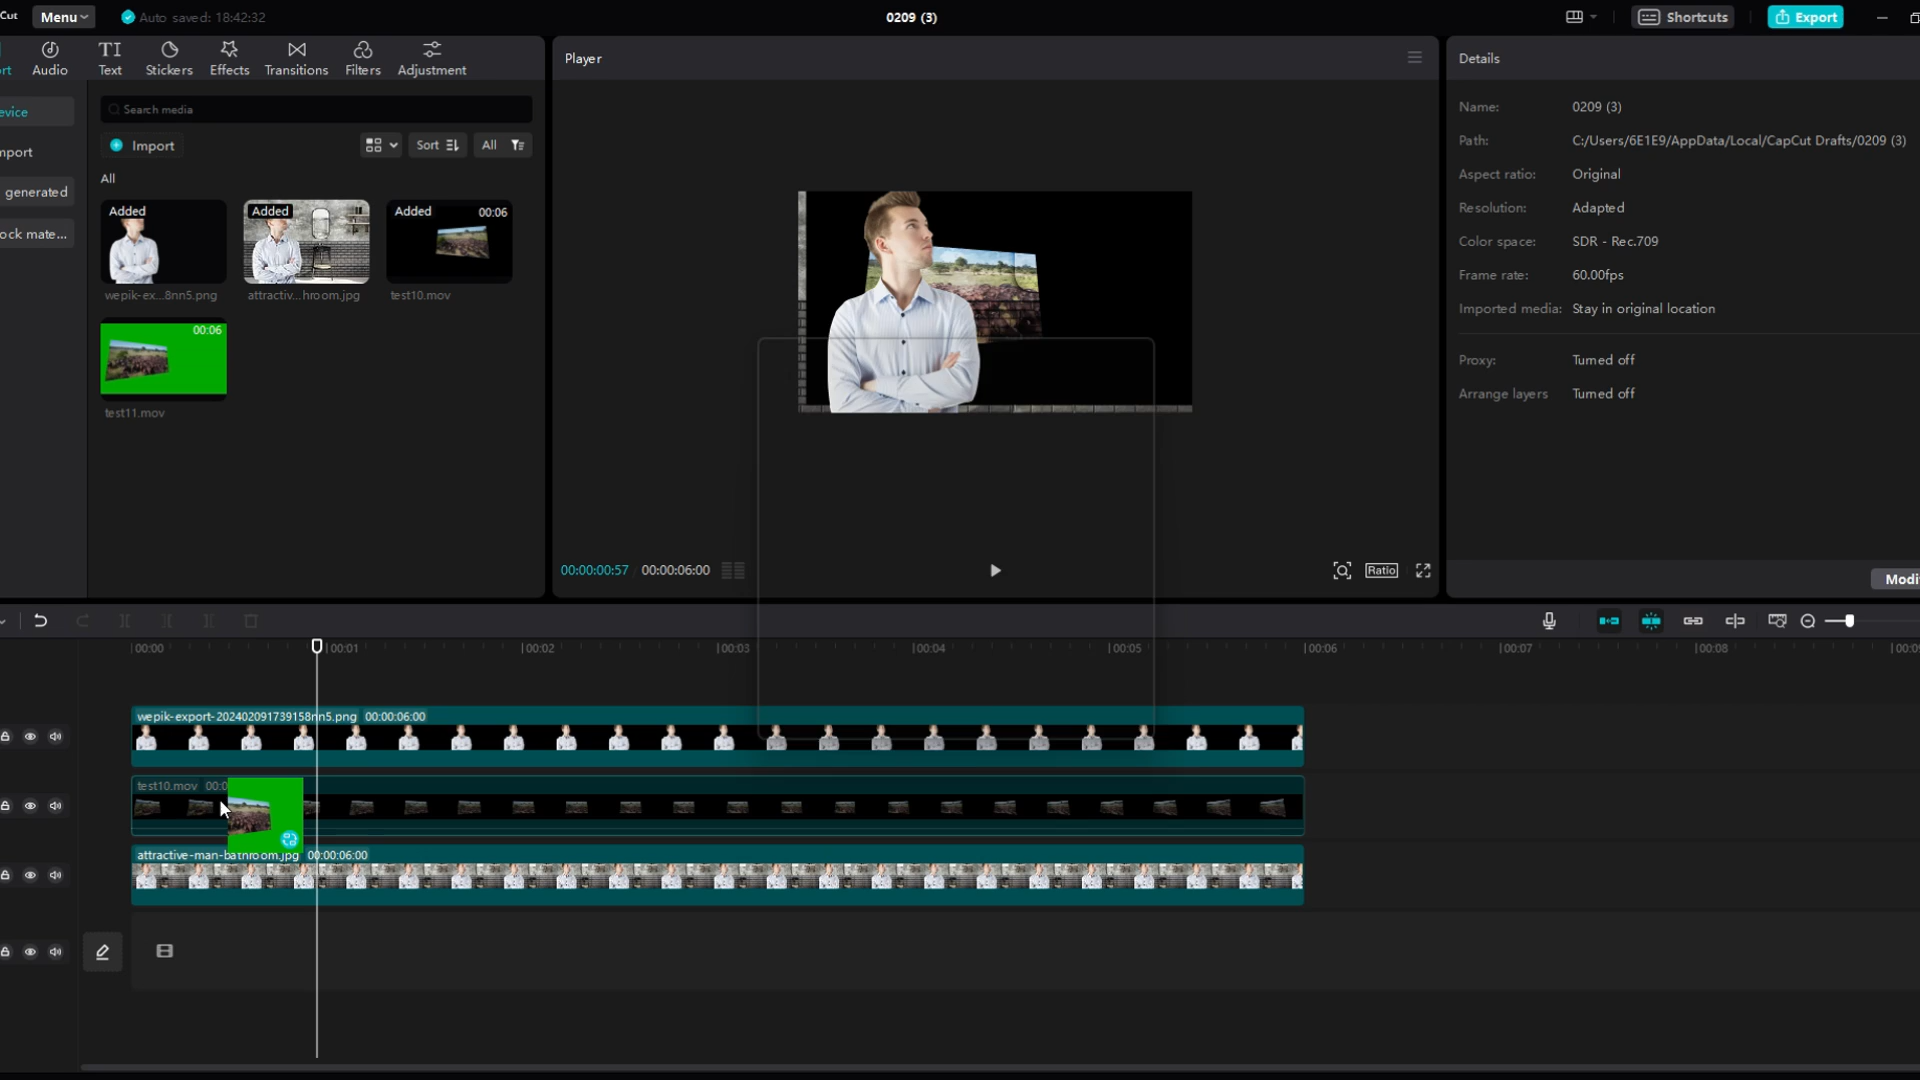 Cut Menu Auto saved: 18:42:32 0209 (3) Shortcuts Export
rt Audio Text Stickers Effects Transitions Filters Adjustment
Player
Details
evice
mport
generated
ock mate...
Search media
Import Sort All
All
Added Added Added 00:06
wepik-ex...8nn5.png attractiv...hroom.jpg test10.mov
00:06
test11.mov
00:00:00:57 00:00:06:00
Ratio
Name: 0209 (3)
Path: C:/Users/6E1E9/AppData/Local/CapCut Drafts/0209 (3)
Aspect ratio: Original
Resolution: Adapted
Color space: SDR - Rec.709
Frame rate: 60.00fps
Imported media: Stay in original location
Proxy: Turned off
Arrange layers Turned off
Modi
00:00 00:01 00:02 00:03 00:04 00:05 00:06 00:07 00:08 00:09
wepik-export-202402091739158nn5.png 00:00:06:00
test10.mov 00:0
attractive-man-bathroom.jpg 00:00:06:00